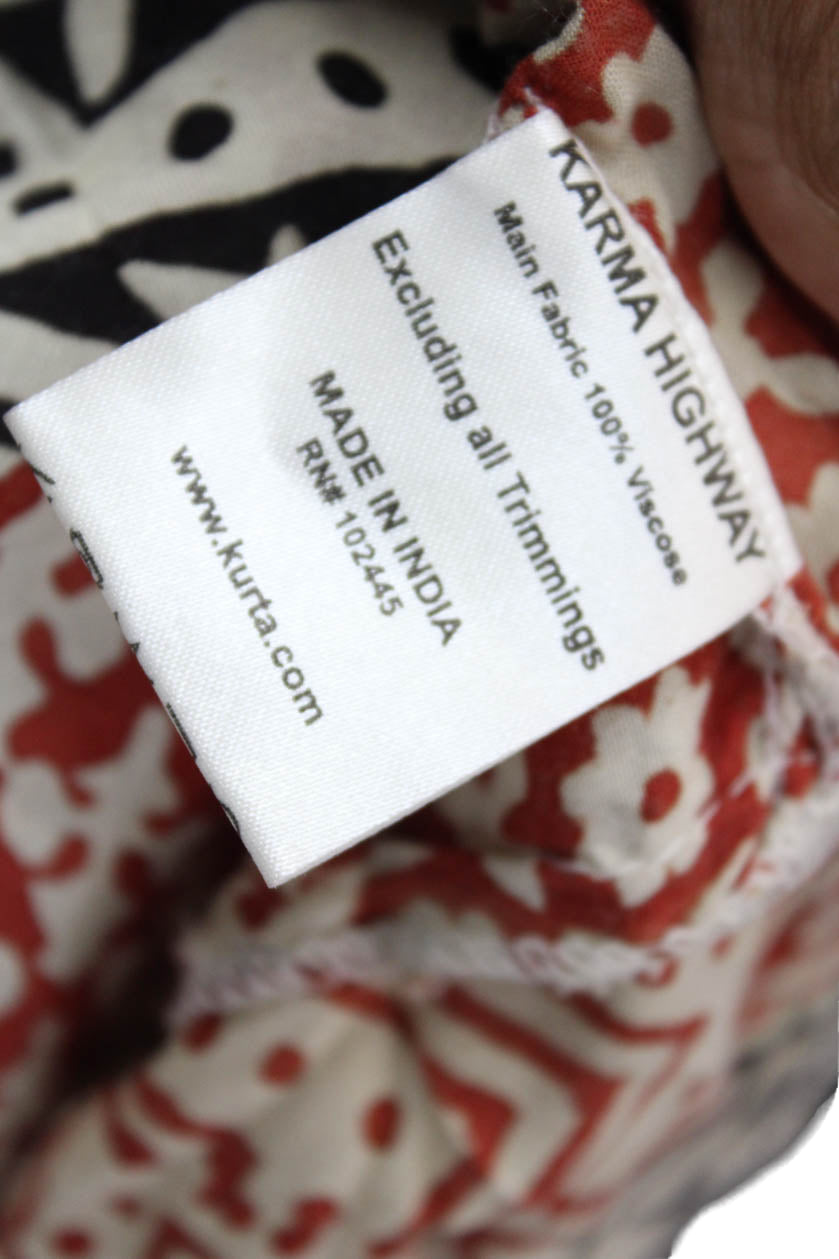 KARMA HIGHWAY
Main Fabric 100% Viscose
Excluding all Trimmings
MADE IN INDIA
RN# 102445
www.kurta.com